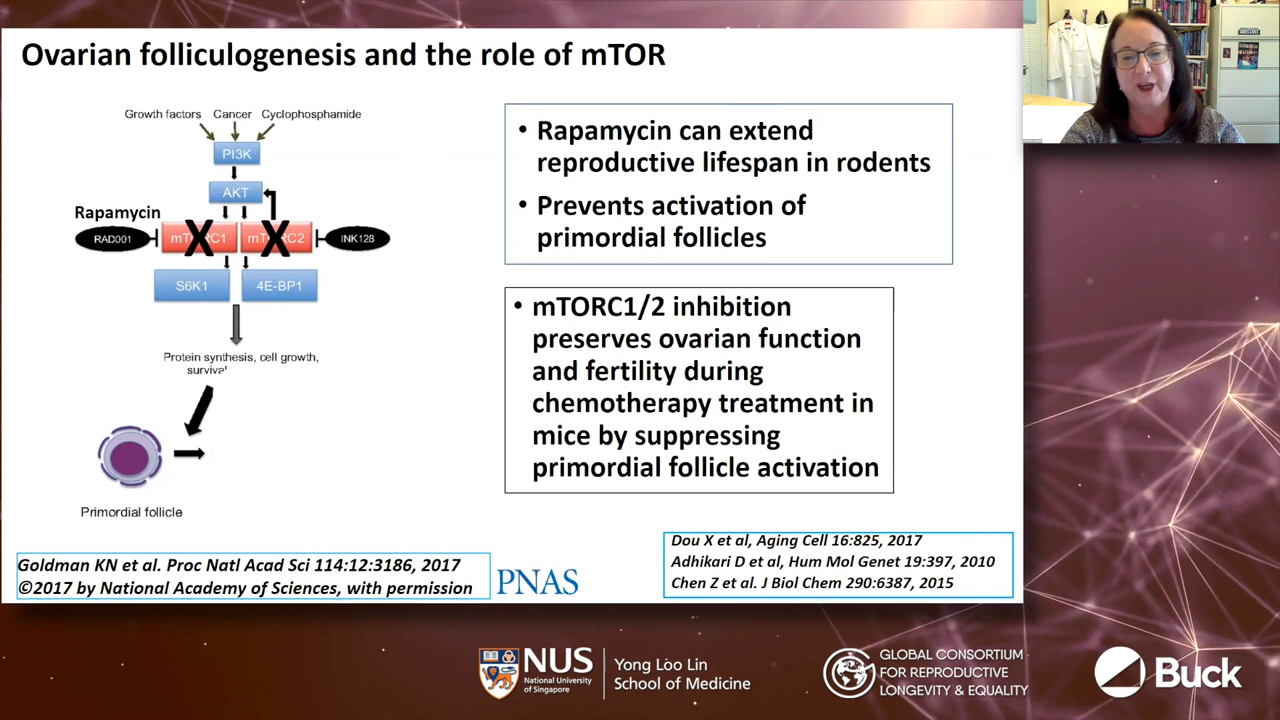 Ovarian folliculogenesis and the role of mTOR
Growth factors Cancer Cyclophosphamide
PI3K
AKT
Rapamycin
RAD001
mTORC1
mTORC2
INK128
S6K1
4E-BP1
Protein synthesis, cell growth,
survival
Primordial follicle
• Rapamycin can extend
reproductive lifespan in rodents
• Prevents activation of
primordial follicles
• mTORC1/2 inhibition
preserves ovarian function
and fertility during
chemotherapy treatment in
mice by suppressing
primordial follicle activation
Goldman KN et al. Proc Natl Acad Sci 114:12:3186, 2017
©2017 by National Academy of Sciences, with permission
PNAS
Dou X et al, Aging Cell 16:825, 2017
Adhikari D et al, Hum Mol Genet 19:397, 2010
Chen Z et al. J Biol Chem 290:6387, 2015
NUS
National University
of Singapore
Yong Loo Lin
School of Medicine
GLOBAL CONSORTIUM
FOR REPRODUCTIVE
LONGEVITY & EQUALITY
Buck